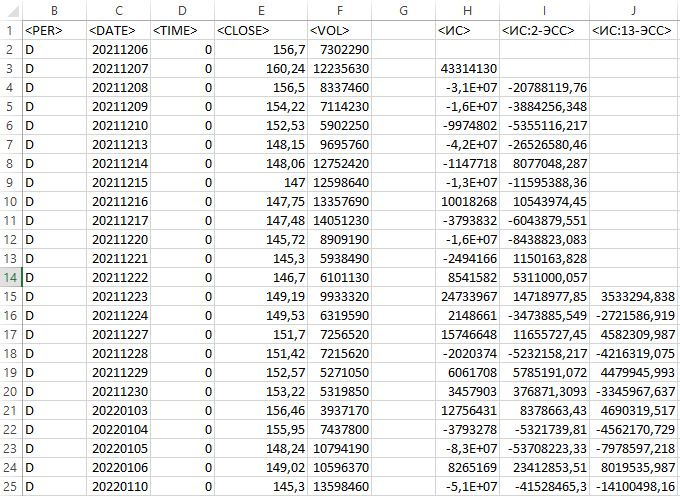 B C D E F G H I J
1 <PER> <DATE> <TIME> <CLOSE> <VOL> <ИС> <ИС:2-ЭСС> <ИС:13-ЭСС>
2 D 20211206 0 156,7 7302290
3 D 20211207 0 160,24 12235630 43314130
4 D 20211208 0 156,5 8337460 -3,1E+07 -20788119,76
5 D 20211209 0 154,22 7114230 -1,6E+07 -3884256,348
6 D 20211210 0 152,53 5902250 -9974802 -5355116,217
7 D 20211213 0 148,15 9695760 -4,2E+07 -26526580,46
8 D 20211214 0 148,06 12752420 -1147718 8077048,287
9 D 20211215 0 147 12598640 -1,3E+07 -11595388,36
10 D 20211216 0 147,75 13357690 10018268 10543974,45
11 D 20211217 0 147,48 14051230 -3793832 -6043879,551
12 D 20211220 0 145,72 8909190 -1,6E+07 -8438823,083
13 D 20211221 0 145,3 5938490 -2494166 1150163,828
14 D 20211222 0 146,7 6101130 8541582 5311000,057
15 D 20211223 0 149,19 9933320 24733967 14718977,85 3533294,838
16 D 20211224 0 149,53 6319590 2148661 -3473885,549 -2721586,919
17 D 20211227 0 151,7 7256520 15746648 11655727,45 4582309,987
18 D 20211228 0 151,42 7215620 -2020374 -5232158,217 -4216319,075
19 D 20211229 0 152,57 5271050 6061708 5785191,072 4479945,993
20 D 20211230 0 153,22 5319850 3457903 376871,3093 -3345967,637
21 D 20220103 0 156,46 3937170 12756431 8378663,43 4690319,517
22 D 20220104 0 155,95 7437800 -3793278 -5321739,81 -4562170,729
23 D 20220105 0 148,24 10794190 -8,3E+07 -53708223,33 -7978597,218
24 D 20220106 0 149,02 10596370 8265169 23412853,51 8019535,987
25 D 20220110 0 145,3 13598460 -5,1E+07 -41528465,3 -14100498,16